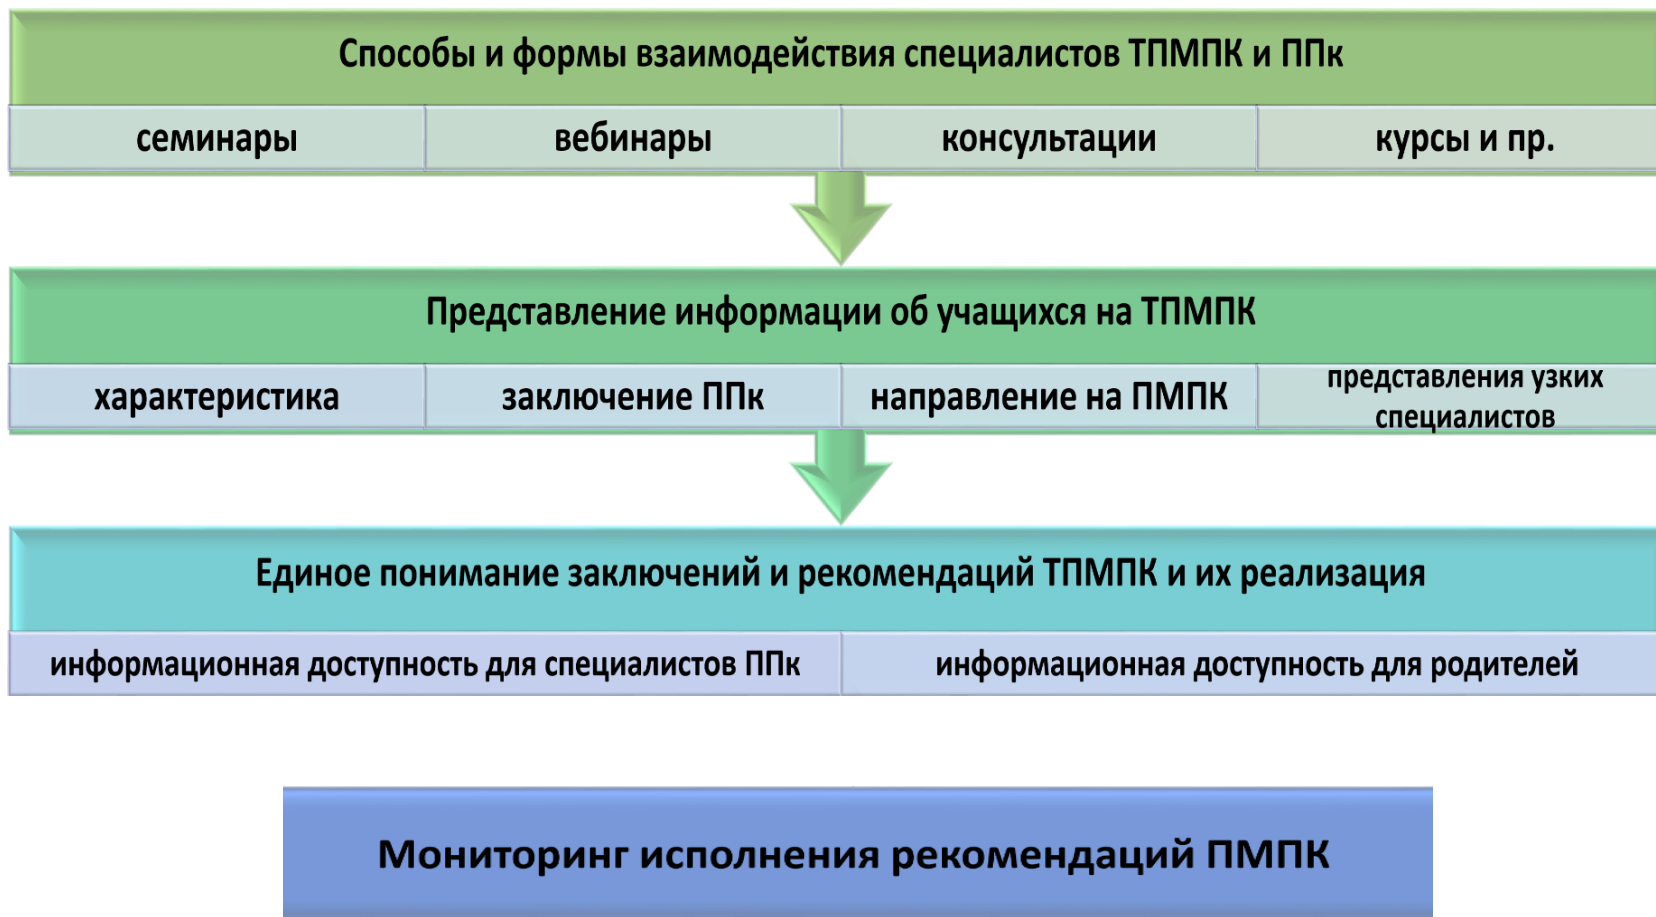 Способы и формы взаимодействия специалистов ТПМПК и ППк
семинары
вебинары
консультации
курсы и пр.
Представление информации об учащихся на ТПМПК
характеристика
заключение ППк
направление на ПМПК
представления узких
специалистов
Единое понимание заключений и рекомендаций ТПМПК и их реализация
информационная доступность для специалистов ППк
информационная доступность для родителей
Мониторинг исполнения рекомендаций ПМПК